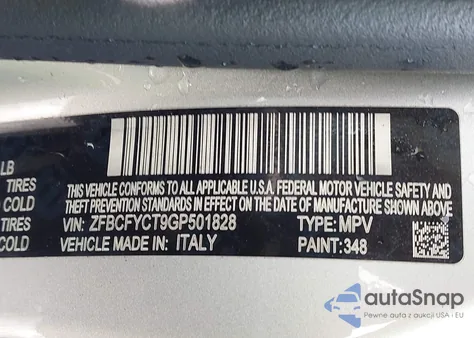 LB
TIRES
COLD
TIRES
COLD
THIS VEHICLE CONFORMS TO ALL APPLICABLE U.S.A. FEDERAL MOTOR VEHICLE SAFETY AND
THEFT PREVENTION STANDARDS IN EFFECT ON THE DATE OF MANUFACTURE SHOWN ABOVE.
VIN: ZFBCFYCT9GP501828 TYPE: MPV
VEHICLE MADE IN: ITALY PAINT: 348
autoSnap
Pewne auta z aukcji USA i EU